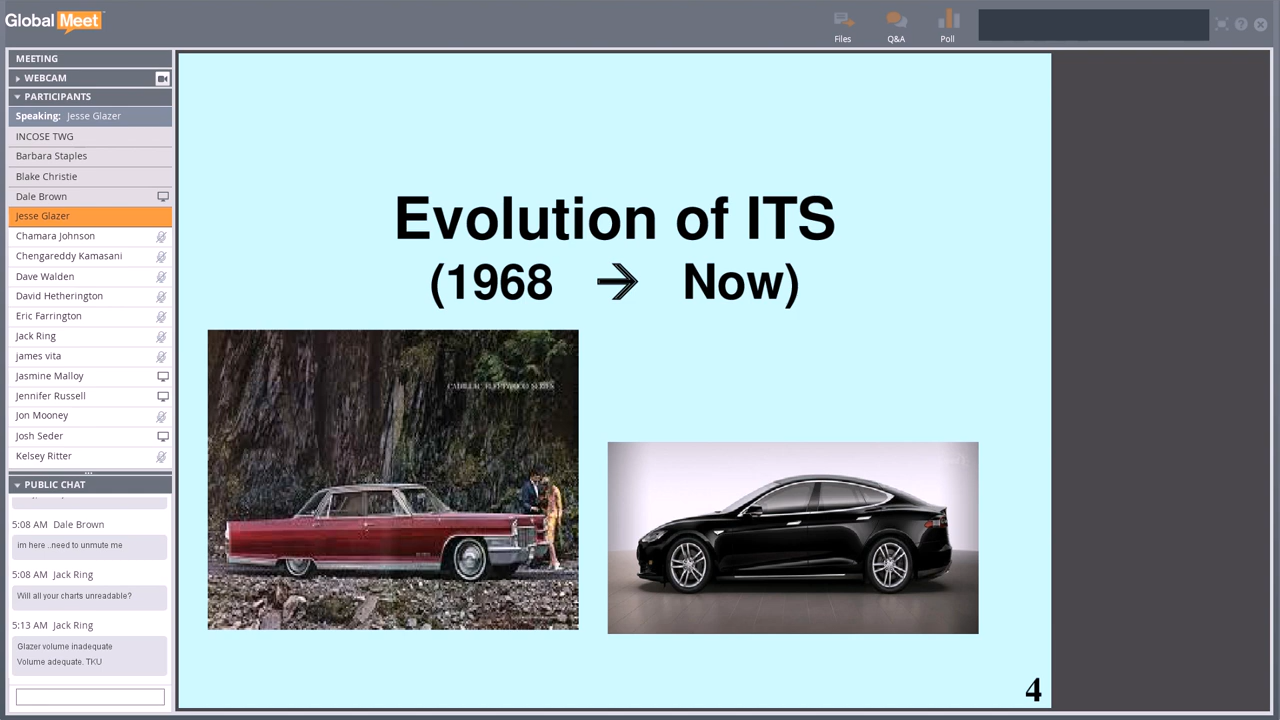 Global Meet
Files
Q&A
Poll
MEETING
WEBCAM
PARTICIPANTS
Speaking: Jesse Glazer
INCOSE TWG
Barbara Staples
Blake Christie
Dale Brown
Jesse Glazer
Chamara Johnson
Chengareddy Kamasani
Dave Walden
David Hetherington
Eric Farrington
Jack Ring
james vita
Jasmine Malloy
Jennifer Russell
Jon Mooney
Josh Seder
Kelsey Ritter
PUBLIC CHAT
5:08 AM Dale Brown
im here ..need to unmute me
5:08 AM Jack Ring
Will all your charts unreadable?
5:13 AM Jack Ring
Glazer volume inadequate
Volume adequate. TKU
Evolution of ITS
(1968 → Now)
CADILLAC FLEETWOOD SERIES
4